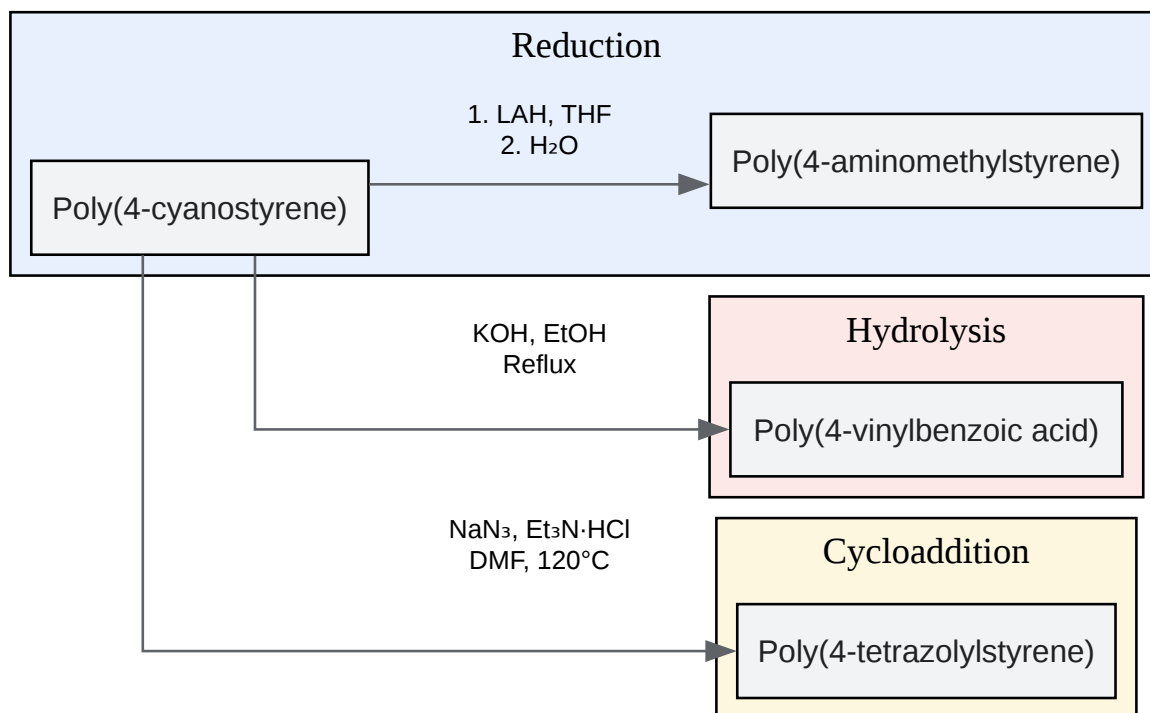 Reduction
1. LAH, THF
2. H₂O
Poly(4-aminomethylstyrene)
Poly(4-cyanostyrene)
Hydrolysis
KOH, EtOH
Reflux
Poly(4-vinylbenzoic acid)
NaN₃, Et₃N·HCl
DMF, 120°C
Cycloaddition
Poly(4-tetrazolylstyrene)